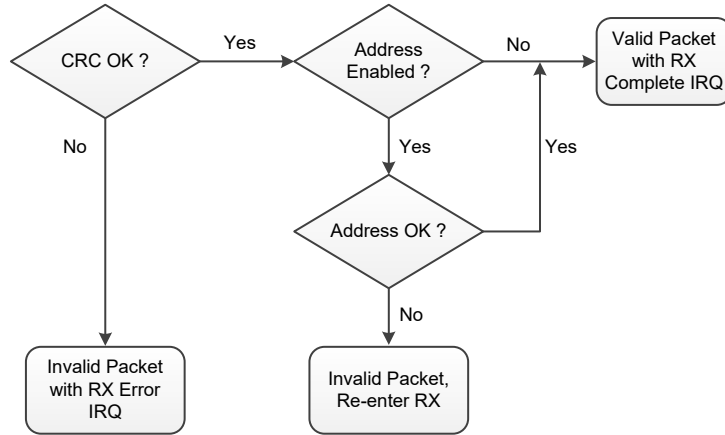 CRC OK ?
Yes
Address
Enabled ?
No
Valid Packet
with RX
Complete IRQ
No
Yes
Yes
Address OK ?
No
Invalid Packet
with RX Error
IRQ
Invalid Packet,
Re-enter RX